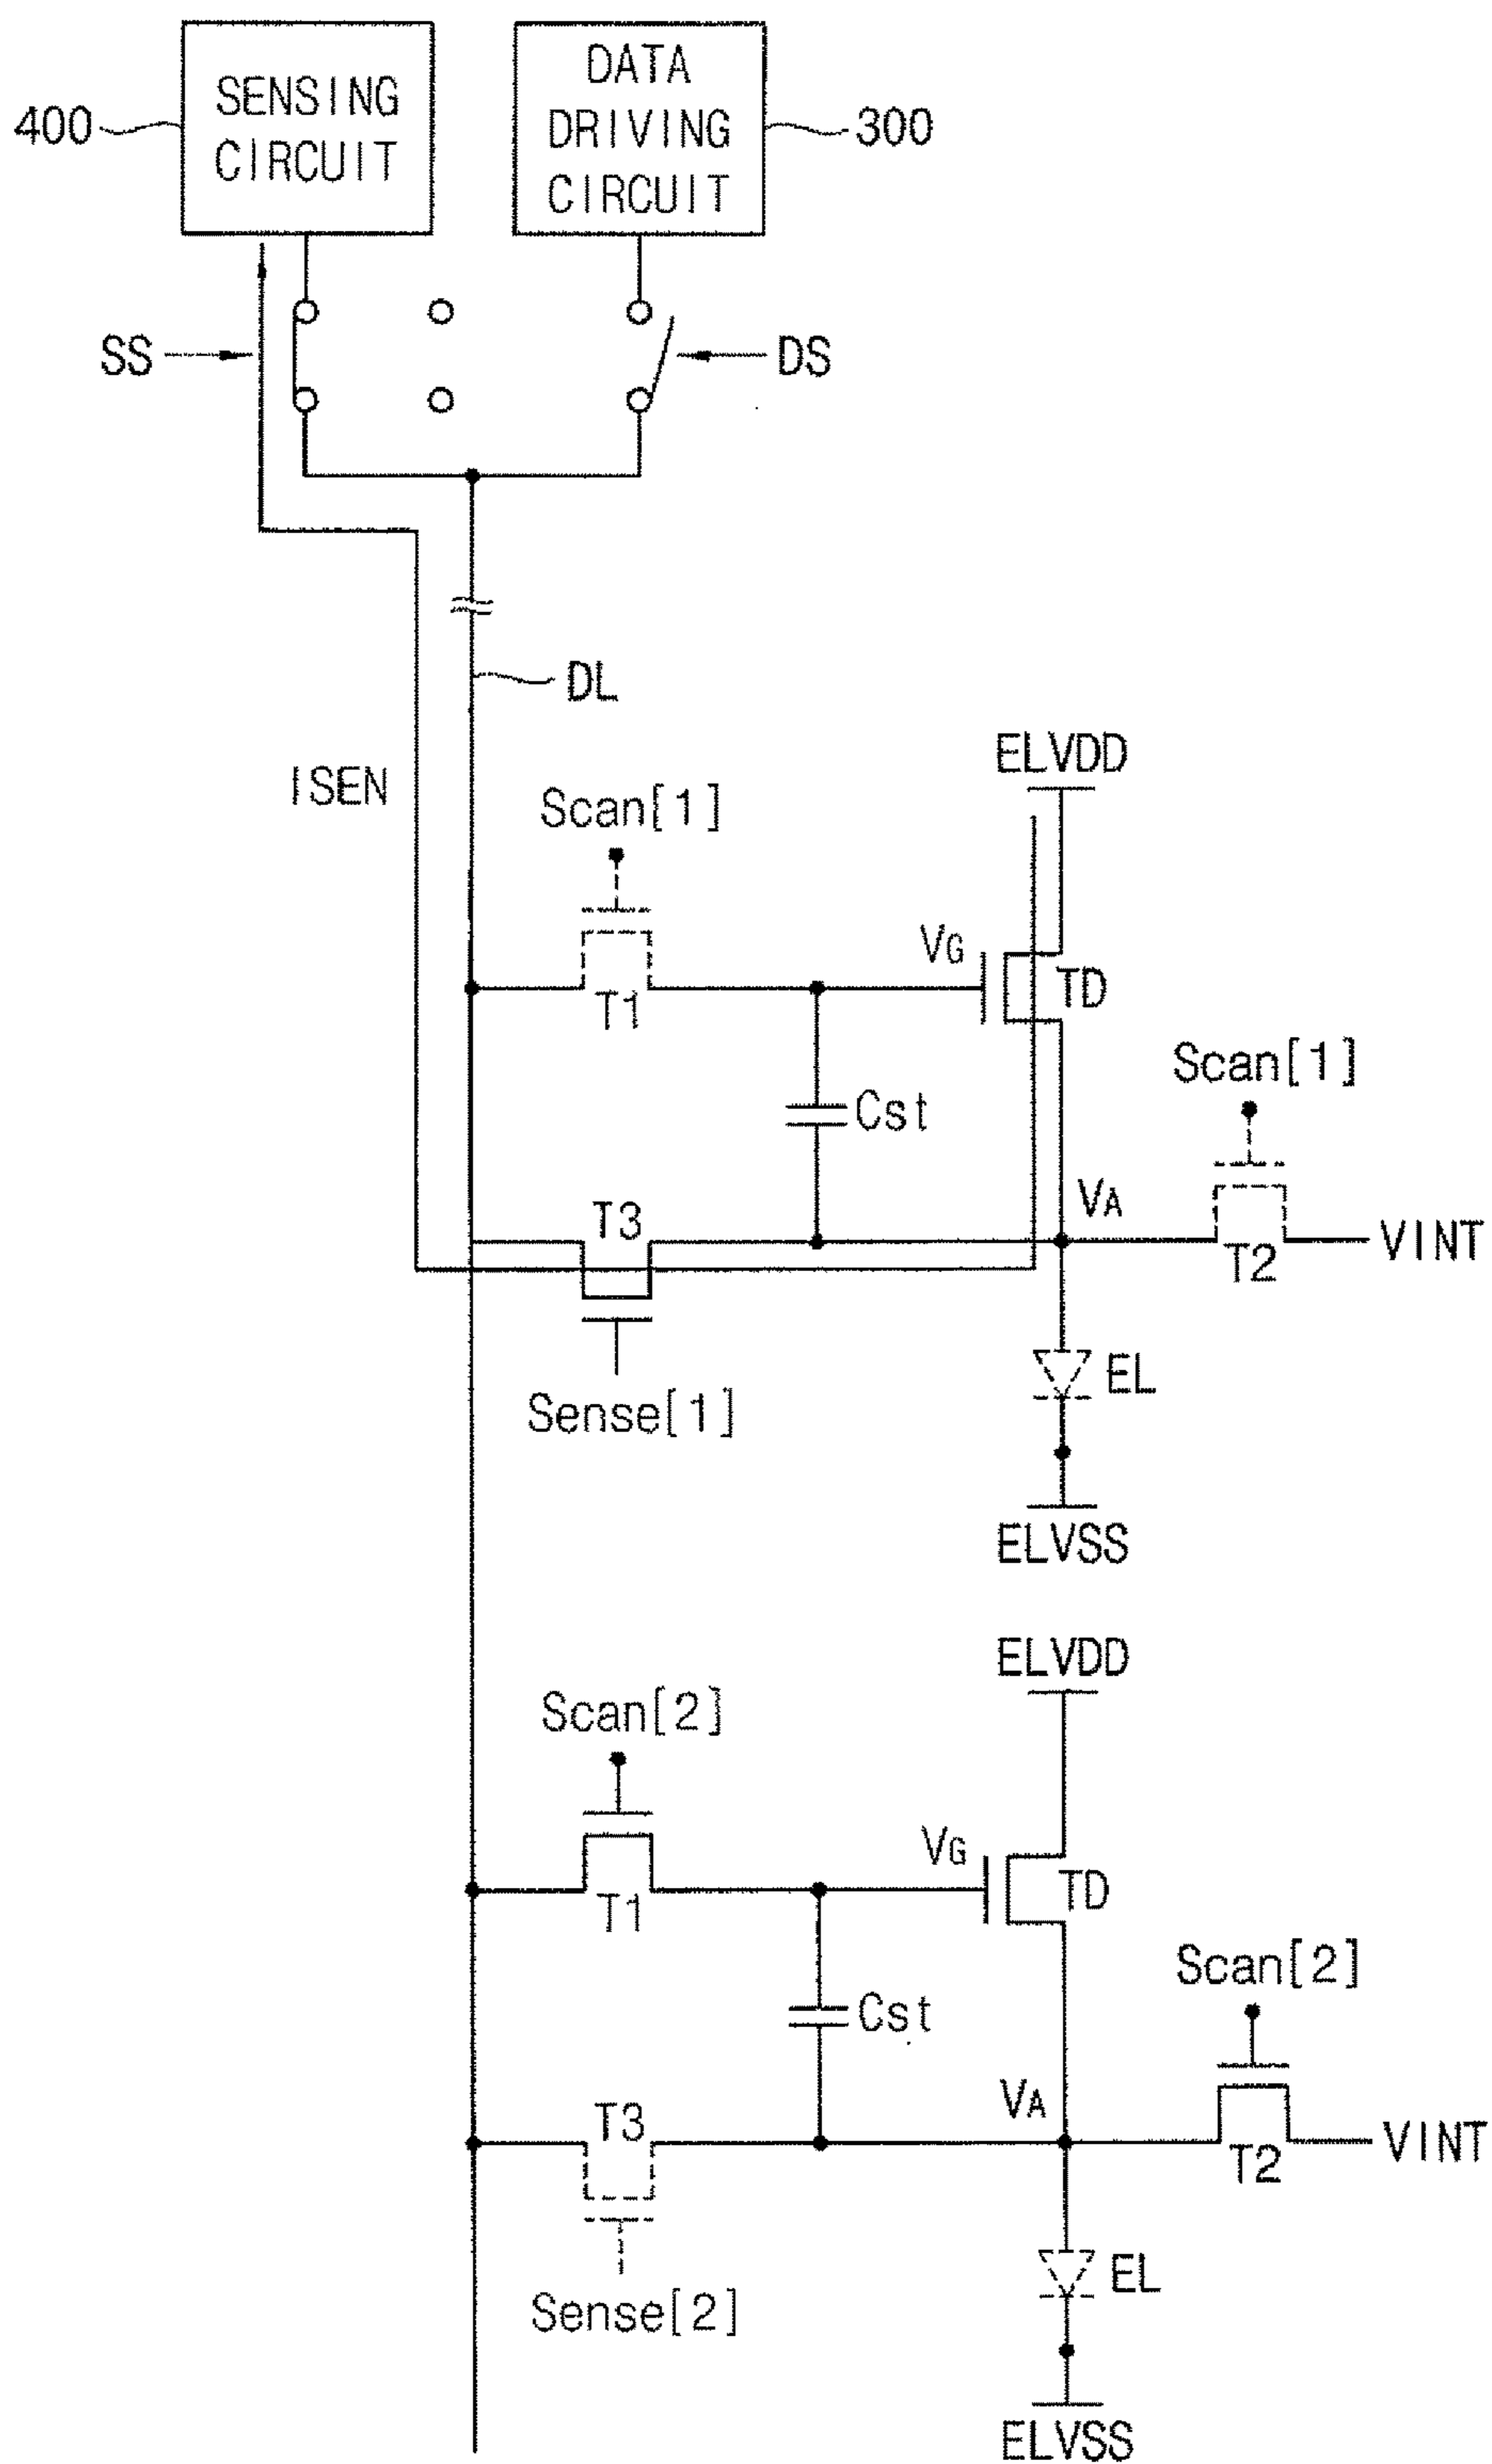 SENSING
CIRCUIT
400
DATA
DRIVING
CIRCUIT
300
SS
DS
DL
ISEN
ELVDD
Scan[1]
VG
TD
T1
Scan[1]
Cst
T3
VA
VINT
T2
EL
Sense[1]
ELVSS
ELVDD
Scan[2]
VG
TD
T1
Scan[2]
Cst
VA
T3
VINT
T2
EL
Sense[2]
ELVSS